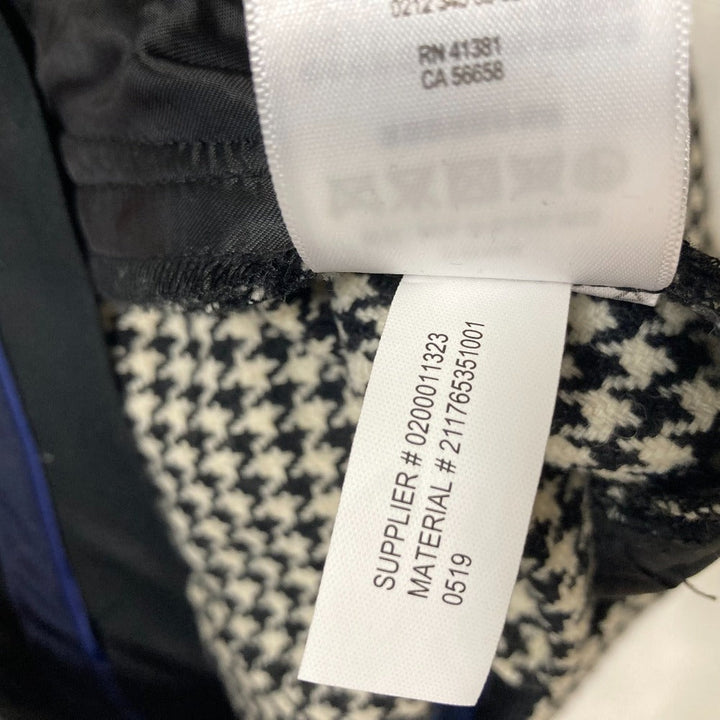 RN 41381
CA 56658
SUPPLIER # 0200011323
MATERIAL # 211765351001
0519